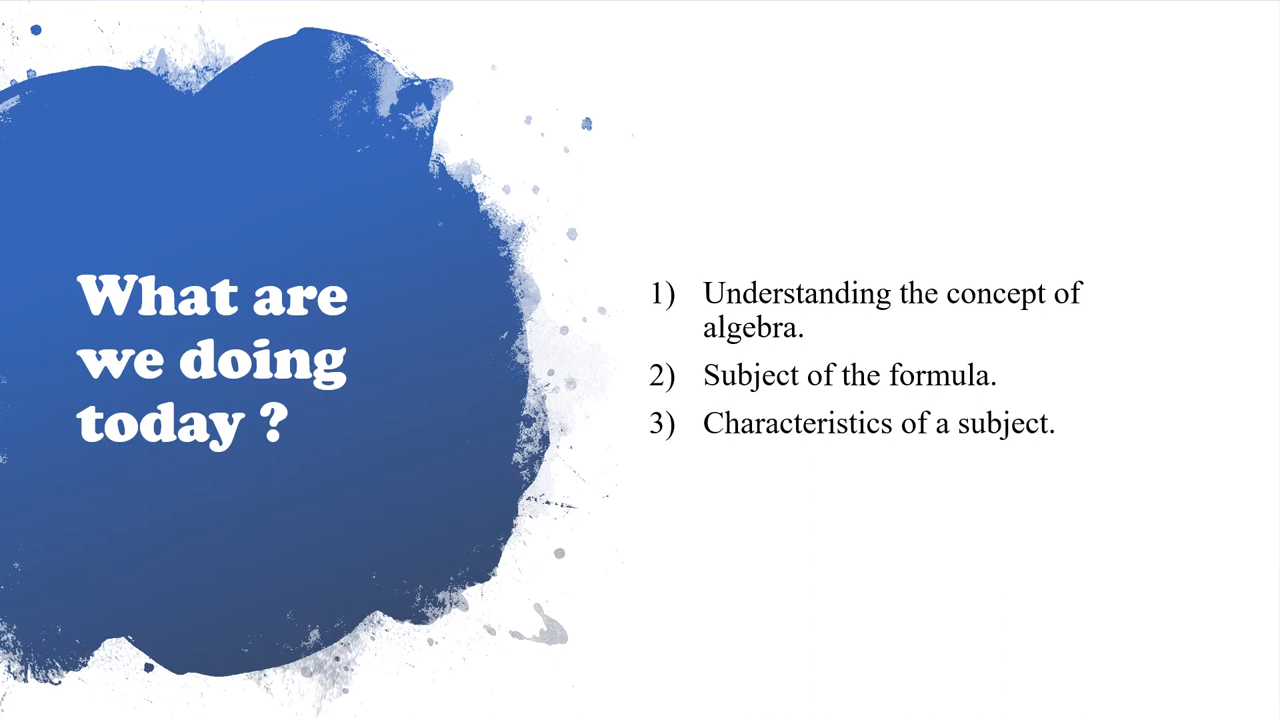 What are
we doing
today ?
1) Understanding the concept of
algebra.
2) Subject of the formula.
3) Characteristics of a subject.